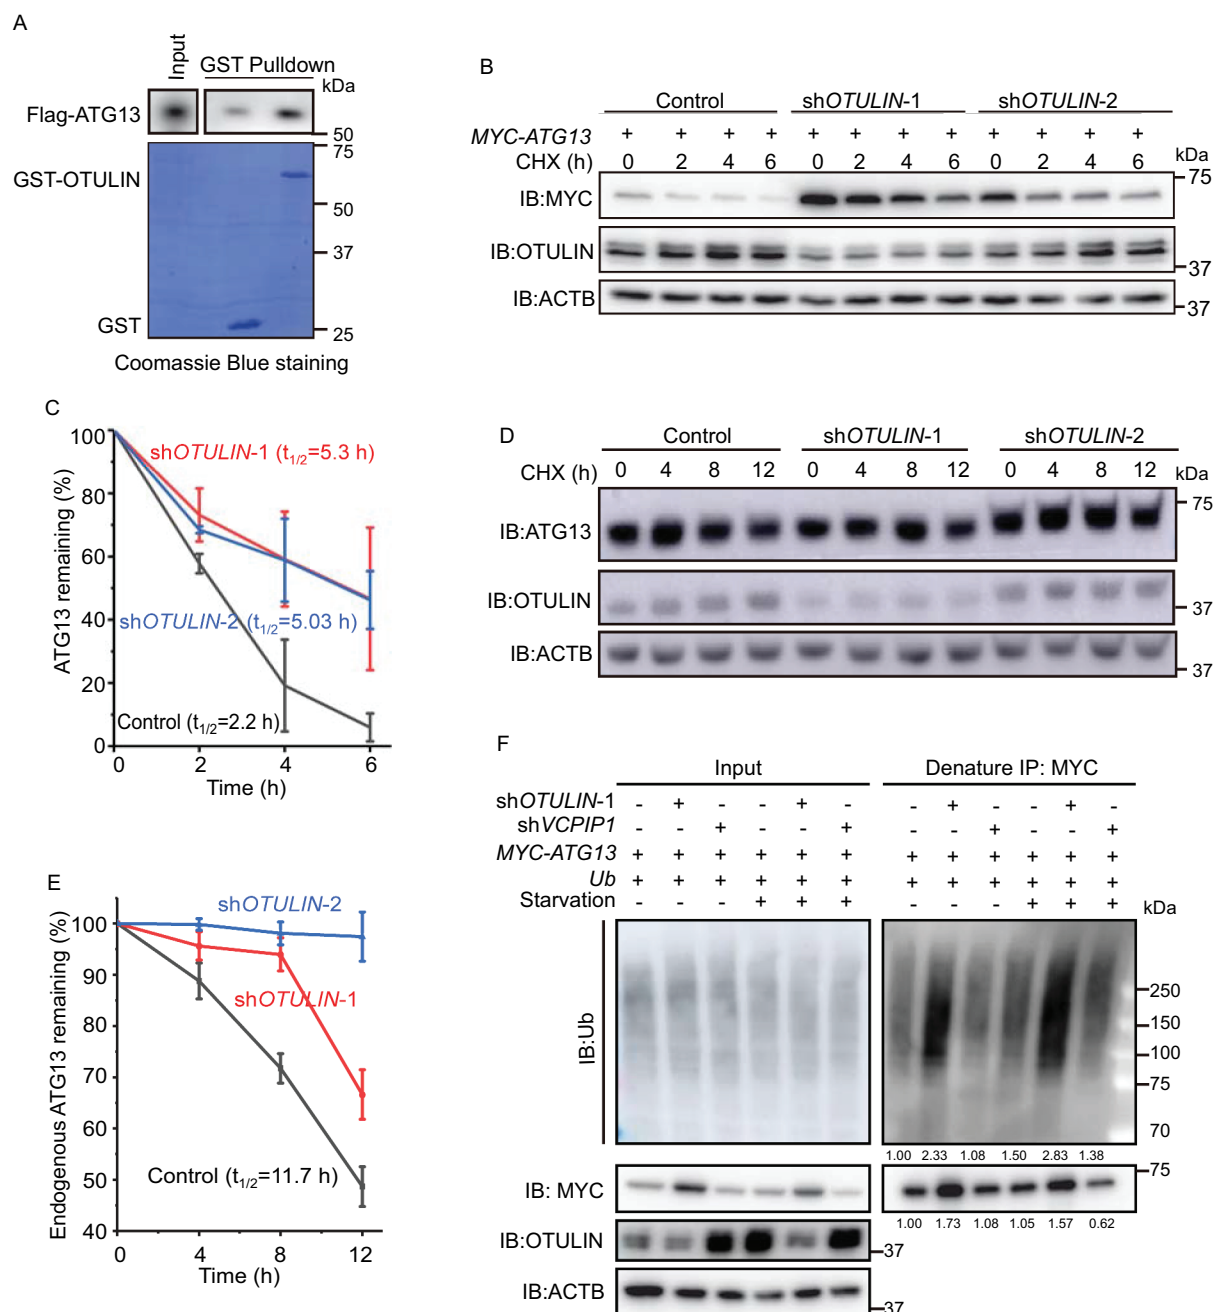 A
Input
GST Pulldown
kDa
Flag-ATG13
50
75
GST-OTULIN
50
37
GST
25
Coomassie Blue staining
B
Control shOTULIN-1 shOTULIN-2
MYC-ATG13 + + + + + + + + + + + +
CHX (h) 0 2 4 6 0 2 4 6 0 2 4 6 kDa
75
IB:MYC
IB:OTULIN
37
IB:ACTB
37
C
ATG13 remaining (%)
100
80
60
40
20
0
shOTULIN-1 (t1/2=5.3 h)
shOTULIN-2 (t1/2=5.03 h)
Control (t1/2=2.2 h)
0 2 4 6
Time (h)
D
Control shOTULIN-1 shOTULIN-2
CHX (h) 0 4 8 12 0 4 8 12 0 4 8 12 kDa
75
IB:ATG13
IB:OTULIN
37
IB:ACTB
37
E
Endogenous ATG13 remaining (%)
100
90
80
70
60
50
40
shOTULIN-2
shOTULIN-1
Control (t1/2=11.7 h)
0 4 8 12
Time (h)
F
Input Denature IP: MYC
shOTULIN-1 - + - - + - - + - - + -
shVCPIP1 - - + - - + - - + - - +
MYC-ATG13 + + + + + + + + + + + +
Ub + + + + + + + + + + + +
Starvation - - - + + + - - - + + +
kDa
IB:Ub
250
150
100
75
70
1.00 2.33 1.08 1.50 2.83 1.38
75
IB: MYC
1.00 1.73 1.08 1.05 1.57 0.62
IB:OTULIN
37
IB:ACTB
37